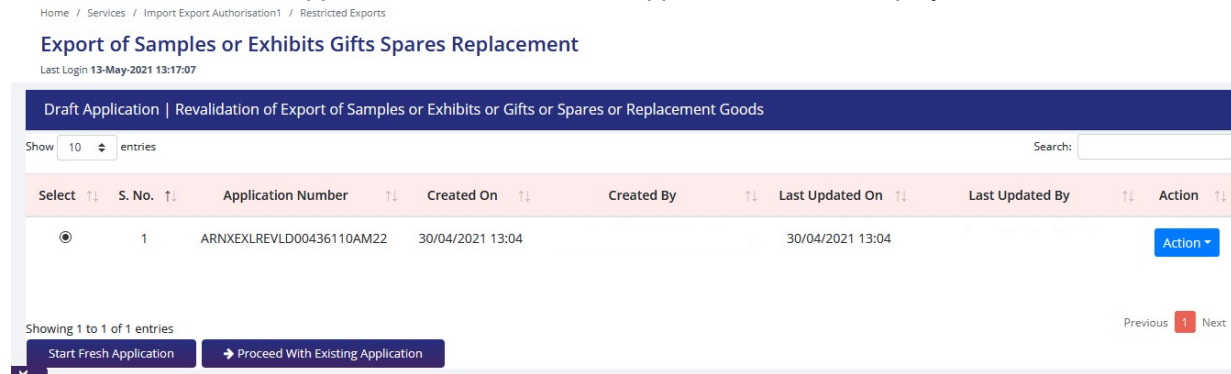 Home / Services / Import Export Authorisation1 / Restricted Exports
Export of Samples or Exhibits Gifts Spares Replacement
Last Login 13-May-2021 13:17:07
Draft Application | Revalidation of Export of Samples or Exhibits or Gifts or Spares or Replacement Goods
Show 10 entries Search:
Select S. No. Application Number Created On Created By Last Updated On Last Updated By Action
1 ARNXEXLREVLD00436110AM22 30/04/2021 13:04 30/04/2021 13:04 Action
Showing 1 to 1 of 1 entries Previous 1 Next
Start Fresh Application Proceed With Existing Application